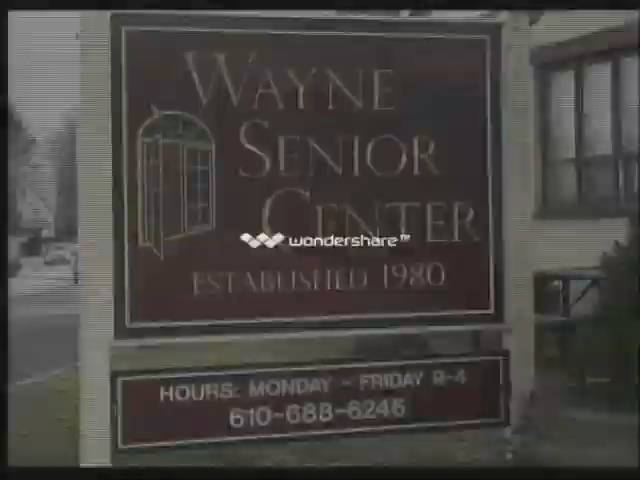 WAYNE
SENIOR
CENTER
wondershare™
ESTABLISHED 1980
HOURS: MONDAY - FRIDAY 9-4
610-688-6246